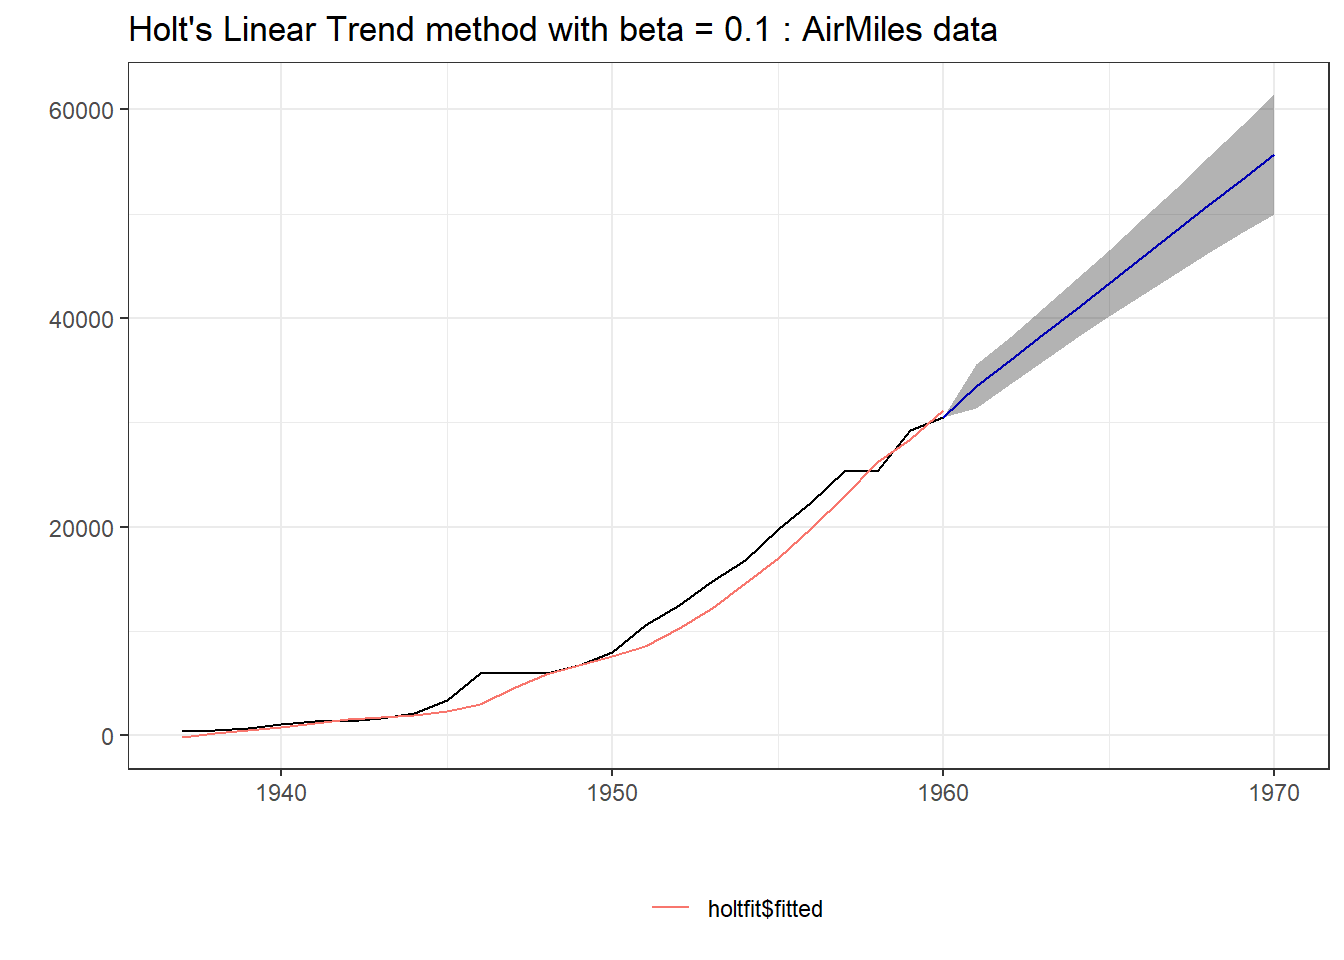 Holt's Linear Trend method with beta = 0.1 : AirMiles data
60000
40000
20000
0
1940 1950 1960 1970
holtfit$fitted